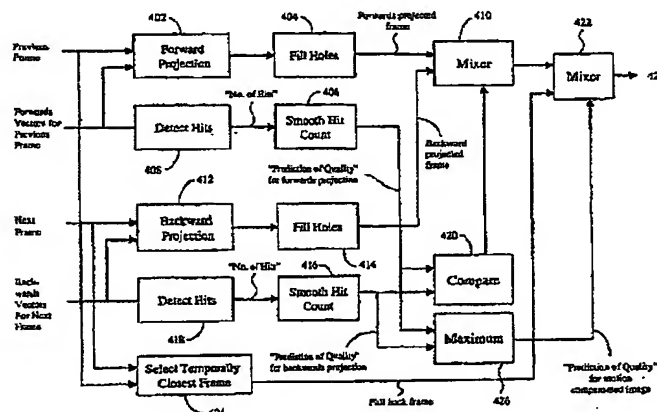 402
404
Forwards projected
frame
410
422
Previous
Frame
Forward
Projection
Fill Holes
Mixer
Mixer
"No. of Hits"
406
Forwards
Vectors for
Previous
Frame
Detect Hits
Smooth Hit
Count
408
Backward
projected
frame
412
"Prediction of Quality"
for forwards projection
Next
Frame
Backward
Projection
Fill Holes
420
"No. of Hits"
416
414
Compare
Back-
wards
Vectors
For Next
Frame
Detect Hits
Smooth Hit
Count
418
Maximum
"Prediction of Quality"
for backwards projection
426
"Prediction of Quality"
for motion
compensated image
Select Temporally
Closest Frame
Fall back frame